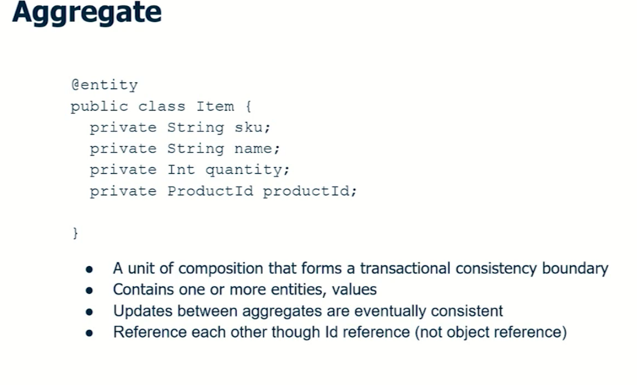 Aggregate
@entity
public class Item {
private String sku;
private String name;
private Int quantity;
private ProductId productId;
}
• A unit of composition that forms a transactional consistency boundary
• Contains one or more entities, values
• Updates between aggregates are eventually consistent
• Reference each other though Id reference (not object reference)